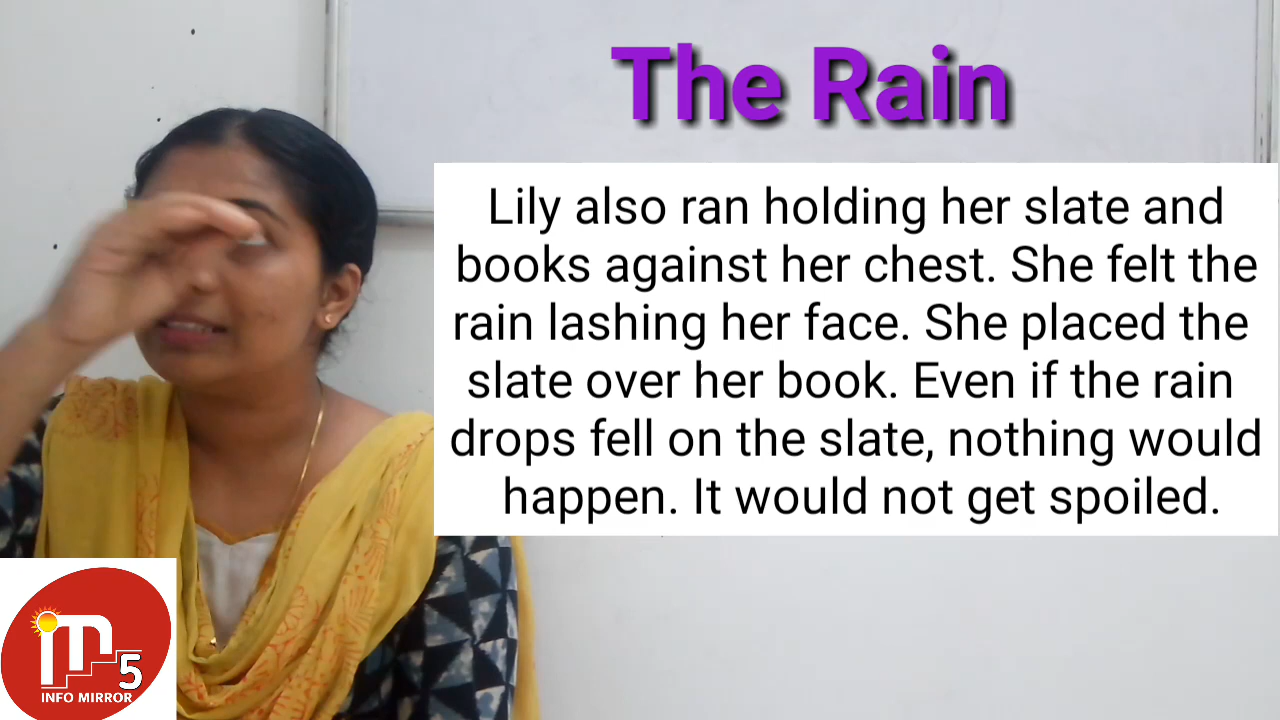 The Rain
Lily also ran holding her slate and
books against her chest. She felt the
rain lashing her face. She placed the
slate over her book. Even if the rain
drops fell on the slate, nothing would
happen. It would not get spoiled.
m
5
INFO MIRROR